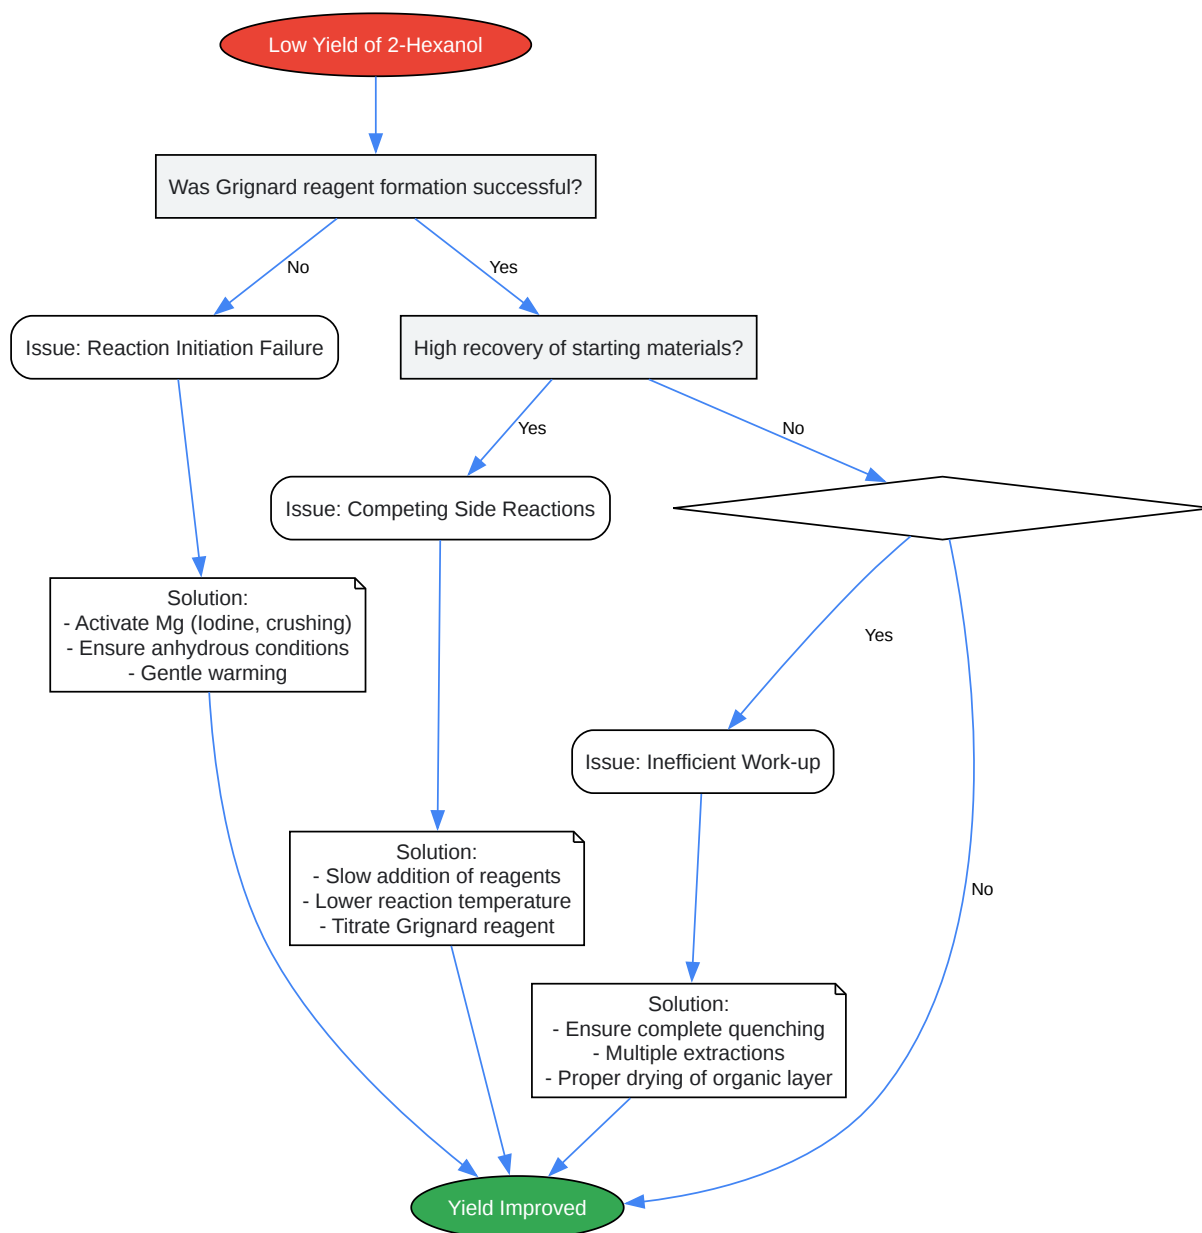 Low Yield of 2-Hexanol
Was Grignard reagent formation successful?
No
Yes
Issue: Reaction Initiation Failure
High recovery of starting materials?
Yes
No
Issue: Competing Side Reactions
Solution:
- Activate Mg (Iodine, crushing)
- Ensure anhydrous conditions
- Gentle warming
Yes
Issue: Inefficient Work-up
Solution:
- Slow addition of reagents
- Lower reaction temperature
- Titrate Grignard reagent
No
Solution:
- Ensure complete quenching
- Multiple extractions
- Proper drying of organic layer
Yield Improved